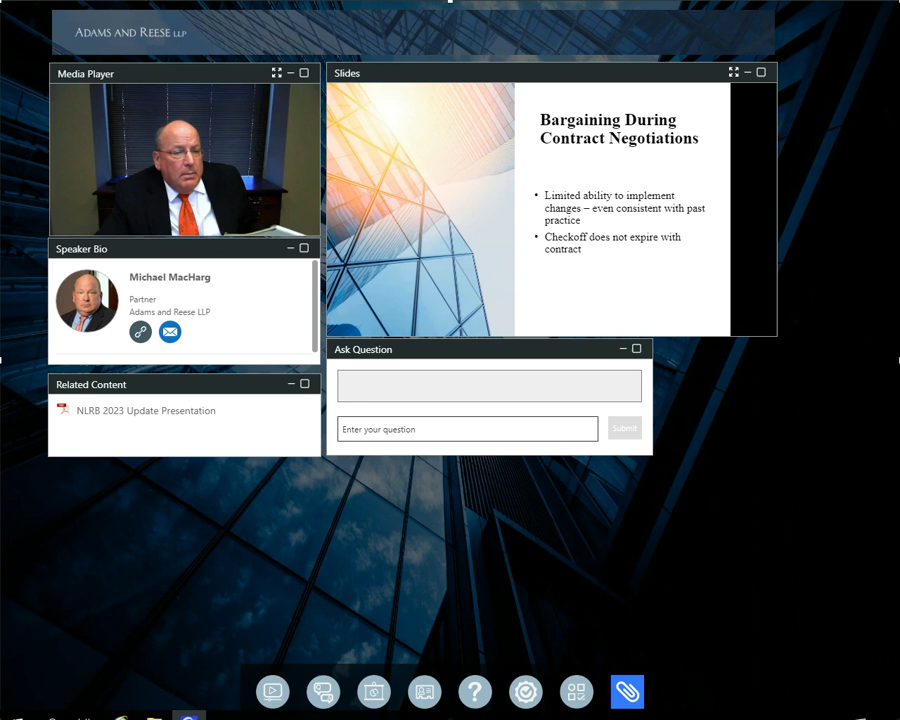 ADAMS AND REESE LLP
Media Player
Slides
Bargaining During
Contract Negotiations
• Limited ability to implement
changes – even consistent with past
practice
• Checkoff does not expire with
contract
Speaker Bio
Michael MacHarg
Partner
Adams and Reese LLP
Ask Question
Enter your question
Submit
Related Content
NLRB 2023 Update Presentation